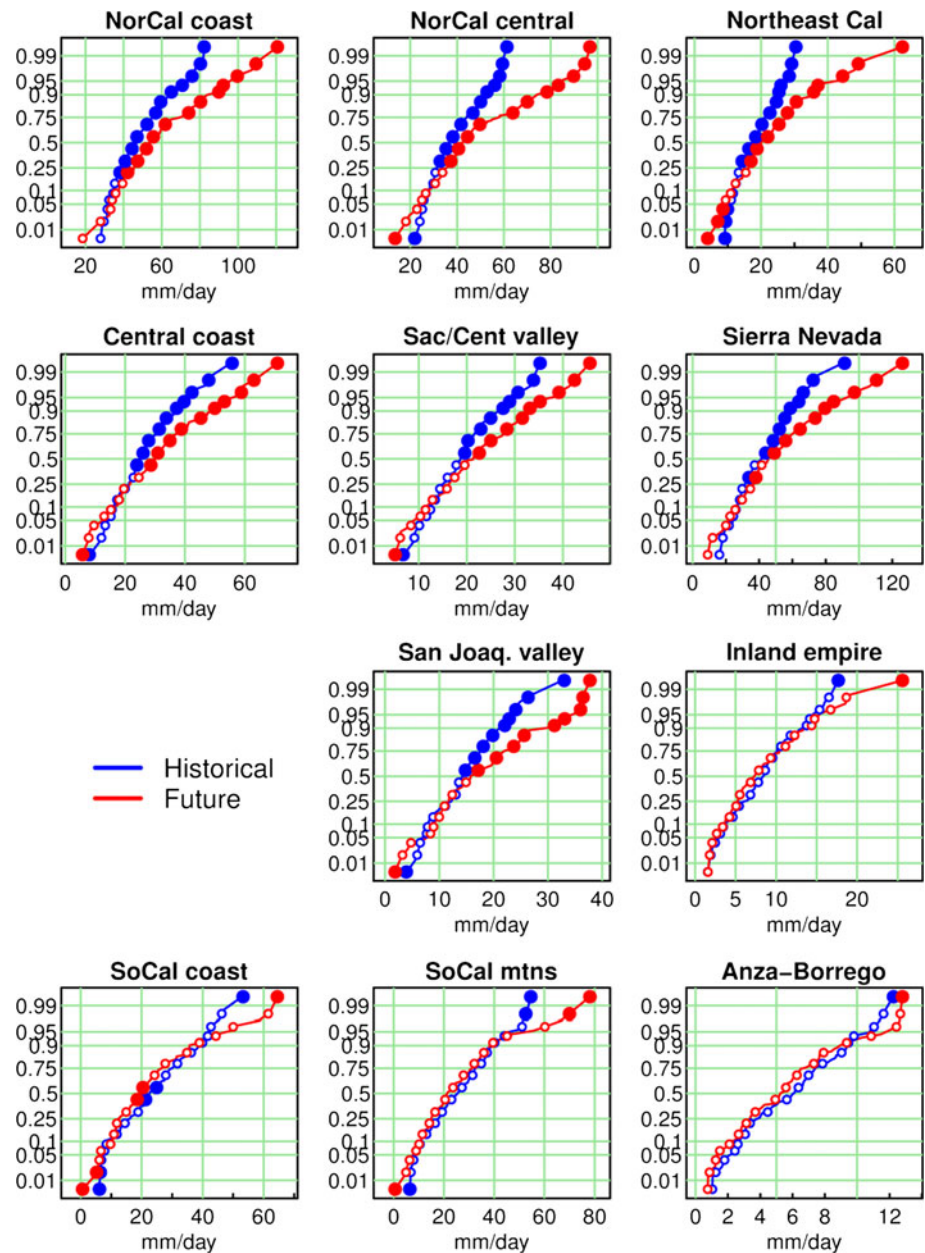 NorCal coast NorCal central Northeast Cal
0.99 0.99 0.99
0.95 0.95 0.95
0.9 0.9 0.9
0.75 0.75 0.75
0.5 0.5 0.5
0.25 0.25 0.25
0.1 0.1 0.1
0.05 0.05 0.05
0.01 0.01 0.01
20 60 100 20 40 60 80 0 20 40 60
mm/day mm/day mm/day
Central coast Sac/Cent valley Sierra Nevada
0.99 0.99 0.99
0.95 0.95 0.95
0.9 0.9 0.9
0.75 0.75 0.75
0.5 0.5 0.5
0.25 0.25 0.25
0.1 0.1 0.1
0.05 0.05 0.05
0.01 0.01 0.01
0 20 40 60 10 20 30 40 0 40 80 120
mm/day mm/day mm/day
San Joaq. valley Inland empire
0.99 0.99
0.95 0.95
0.9 0.9
0.75 0.75
Historical 0.5 0.5
Future 0.25 0.25
0.1 0.1
0.05 0.05
0.01 0.01
0 10 20 30 40 0 5 10 20
mm/day mm/day
SoCal coast SoCal mtns Anza–Borrego
0.99 0.99 0.99
0.95 0.95 0.95
0.9 0.9 0.9
0.75 0.75 0.75
0.5 0.5 0.5
0.25 0.25 0.25
0.1 0.1 0.1
0.05 0.05 0.05
0.01 0.01 0.01
0 20 40 60 0 20 40 60 80 0 2 4 6 8 12
mm/day mm/day mm/day